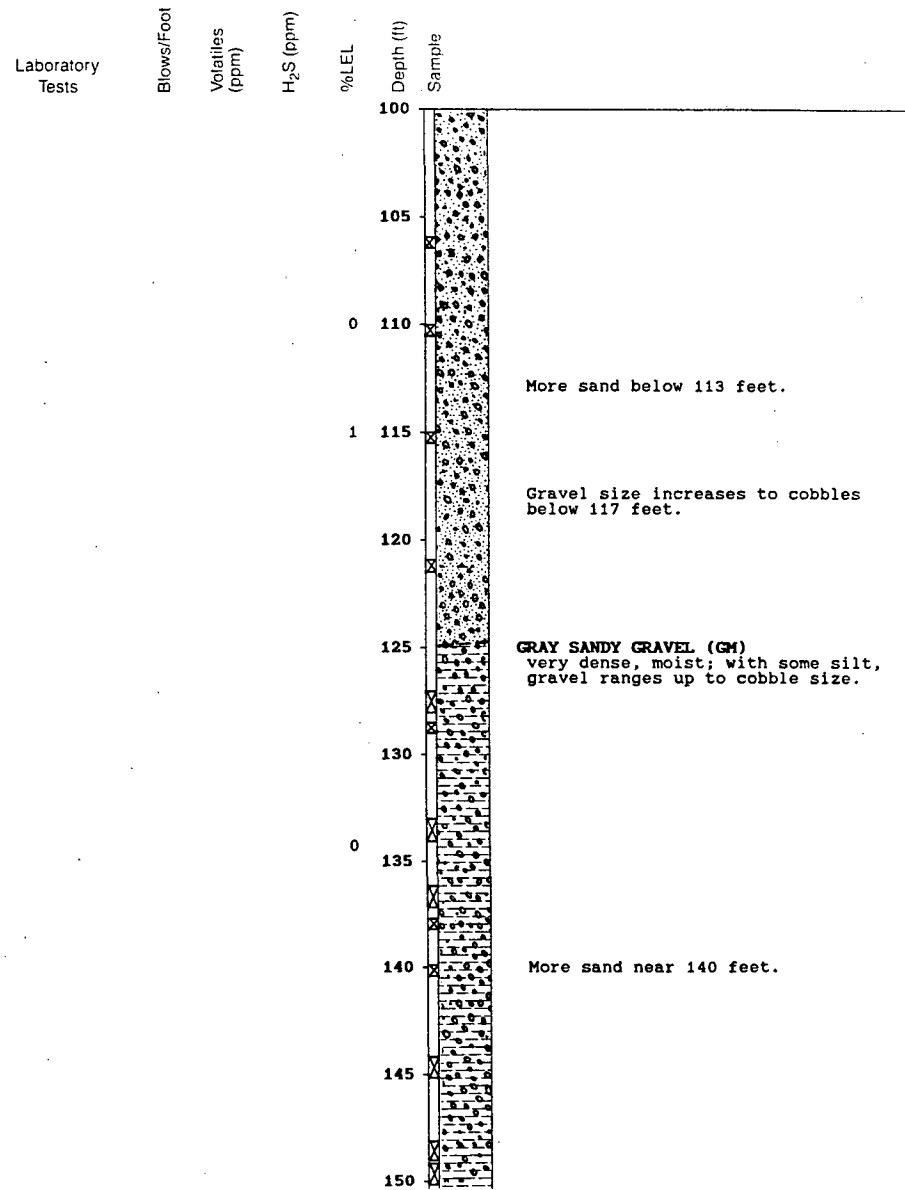 Laboratory
Tests
Blows/Foot
Volatiles
(ppm)
H₂S (ppm)
%LEL
Depth (ft)
Sample
100
105
0 110
More sand below 113 feet.
1 115
Gravel size increases to cobbles
below 117 feet.
120
125 GRAY SANDY GRAVEL (GM)
very dense, moist; with some silt,
gravel ranges up to cobble size.
130
0
135
140 More sand near 140 feet.
145
150